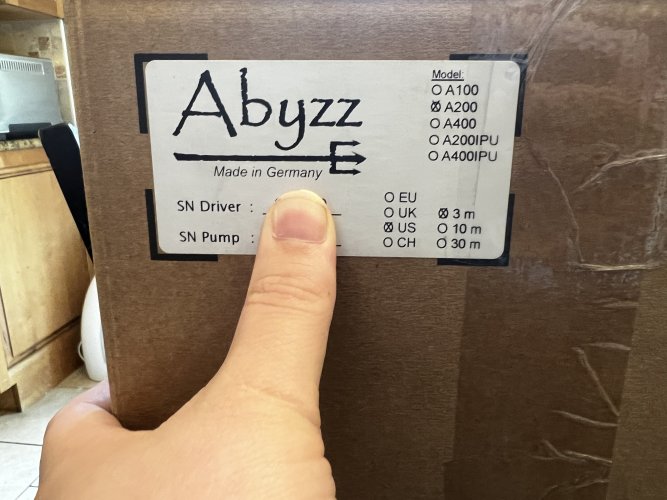 Abyzz
Made in Germany
Model:
A100
A200
A400
A200IPU
A400IPU
SN Driver :
SN Pump :
EU
UK
US
CH
3 m
10 m
30 m